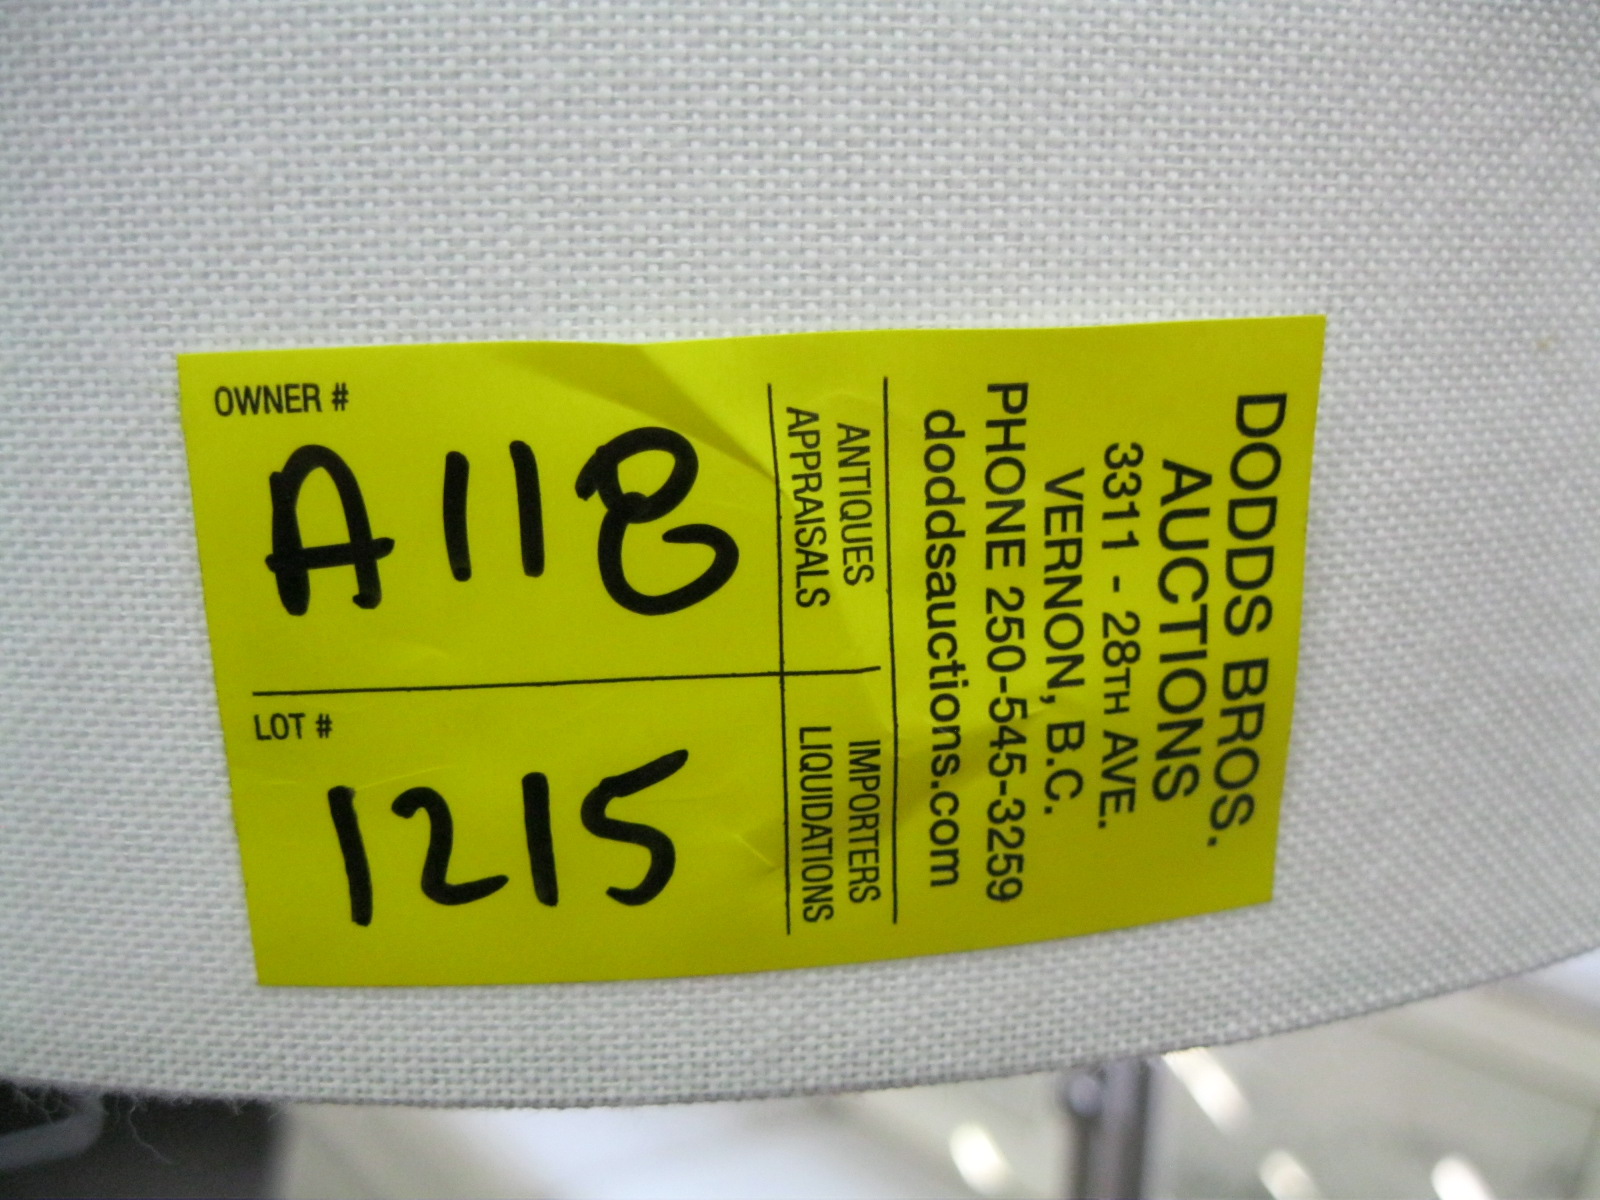 DODDS BROS.
AUCTIONS
3311 - 28TH AVE.
VERNON, B.C.
PHONE 250-545-3259
doddsauctions.com
ANTIQUES
APPRAISALS
IMPORTERS
LIQUIDATIONS
OWNER #
A118
LOT #
1215